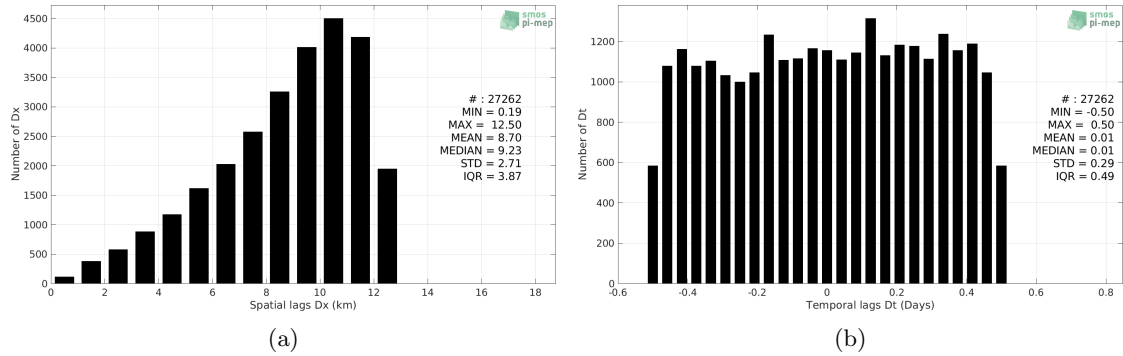 smos
pi-mep
4500
4000
3500
3000
2500
2000
1500
1000
500
0
Number of Dx
# : 27262
MIN = 0.19
MAX = 12.50
MEAN = 8.70
MEDIAN = 9.23
STD = 2.71
IQR = 3.87
0 2 4 6 8 10 12 14 16 18
Spatial lags Dx (km)
(a)
smos
pi-mep
1200
1000
800
600
400
200
0
Number of Dt
# : 27262
MIN = -0.50
MAX = 0.50
MEAN = 0.01
MEDIAN = 0.01
STD = 0.29
IQR = 0.49
-0.6 -0.4 -0.2 0 0.2 0.4 0.6 0.8
Temporal lags Dt (Days)
(b)